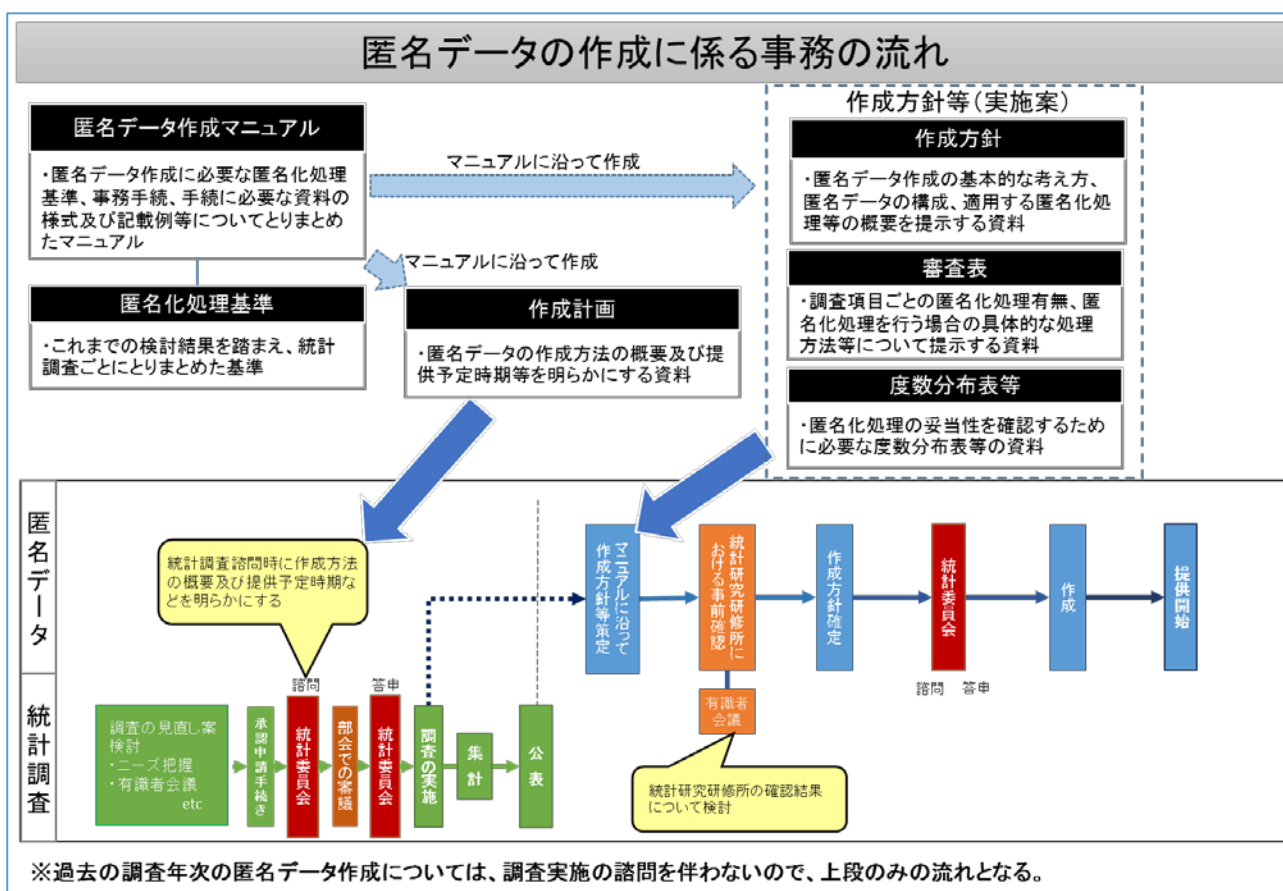 匿名データの作成に係る事務の流れ
匿名データ作成マニュアル
・匿名データ作成に必要な匿名化処理
基準、事務手続、手続に必要な資料の
様式及び記載例等についてとりまとめ
たマニュアル
匿名化処理基準
・これまでの検討結果を踏まえ、統計
調査ごとにとりまとめた基準
マニュアルに沿って作成
マニュアルに沿って作成
作成計画
・匿名データの作成方法の概要及び提
供予定時期等を明らかにする資料
作成方針等(実施案)
作成方針
・匿名データ作成の基本的な考え方、
匿名データの構成、適用する匿名化処
理等の概要を提示する資料
審査表
・調査項目ごとの匿名化処理有無、匿
名化処理を行う場合の具体的な処理
方法等について提示する資料
度数分布表等
・匿名化処理の妥当性を確認するため
に必要な度数分布表等の資料
匿名データ
統計調査諮問時に作成方法
の概要及び提供予定時期な
どを明らかにする
マニュアルに沿って
作成方針等策定
統計研究研修所に
おける事前確認
作成方針確定
統計委員会
作成
提供開始
諮問 答申
有識者
会議
統計研究研修所の確認結果
について検討
統計調査
調査の見直し案
検討
・ニーズ把握
・有識者会議
etc
承認申請手続き
諮問
統計委員会
部会での審議
答申
統計委員会
調査の実施
集計
公表
※過去の調査年次の匿名データ作成については、調査実施の諮問を伴わないので、上段のみの流れとなる。